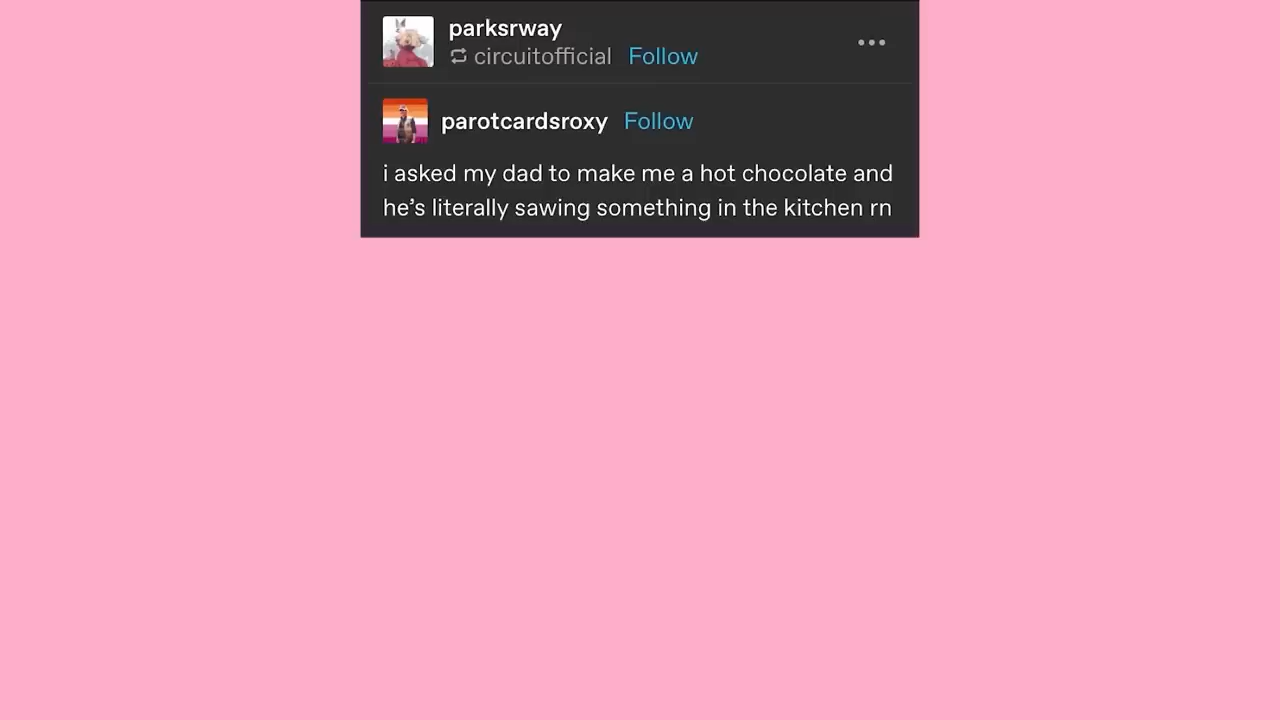 parksrway
circuitofficial Follow
parotcardsroxy Follow
i asked my dad to make me a hot chocolate and
he’s literally sawing something in the kitchen rn